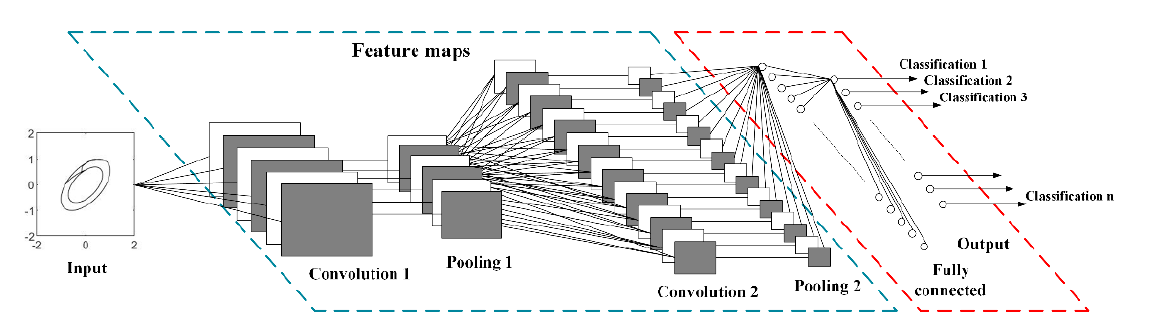 Feature maps
Classification 1
Classification 2
Classification 3
2
1
0
-1
-2
-2
0
2
Input
Convolution 1
Pooling 1
Convolution 2
Pooling 2
Classification n
Output
Fully
connected